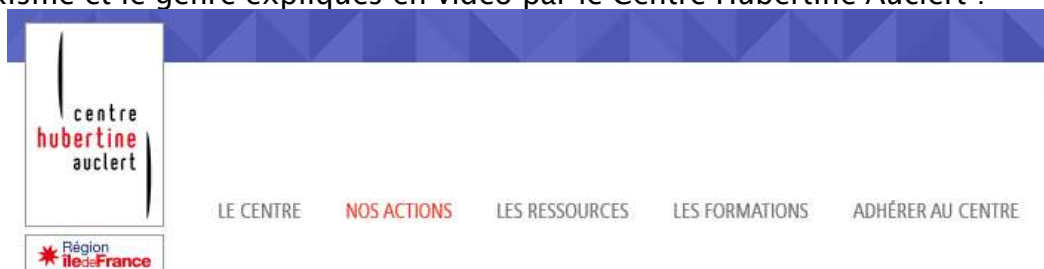 et le genre expliqués en vidéo par le Centre Hubertine Auclert :
centre
hubertine
auclert
LE CENTRE NOS ACTIONS LES RESSOURCES LES FORMATIONS ADHÉRER AU CENTRE
Région
îledeFrance